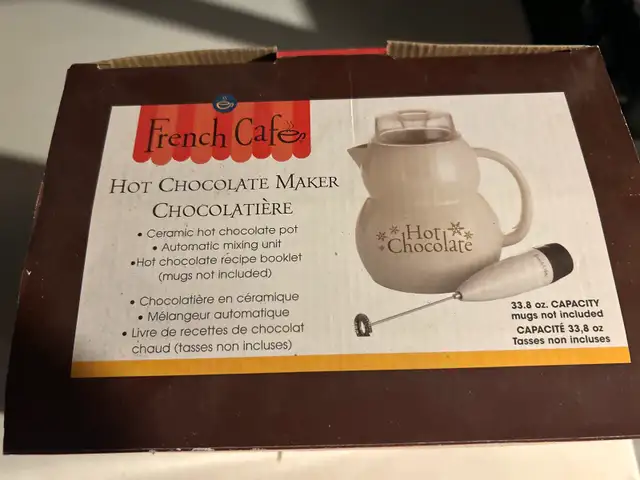 French Café
HOT CHOCOLATE MAKER
CHOCOLATIÈRE
• Ceramic hot chocolate pot
• Automatic mixing unit
•Hot chocolate recipe booklet
(mugs not included)
• Chocolatière en céramique
• Mélangeur automatique
• Livre de recettes de chocolat
chaud (tasses non incluses)
Hot
Chocolate
33.8 oz. CAPACITY
mugs not included
CAPACITÉ 33,8 oz
Tasses non incluses